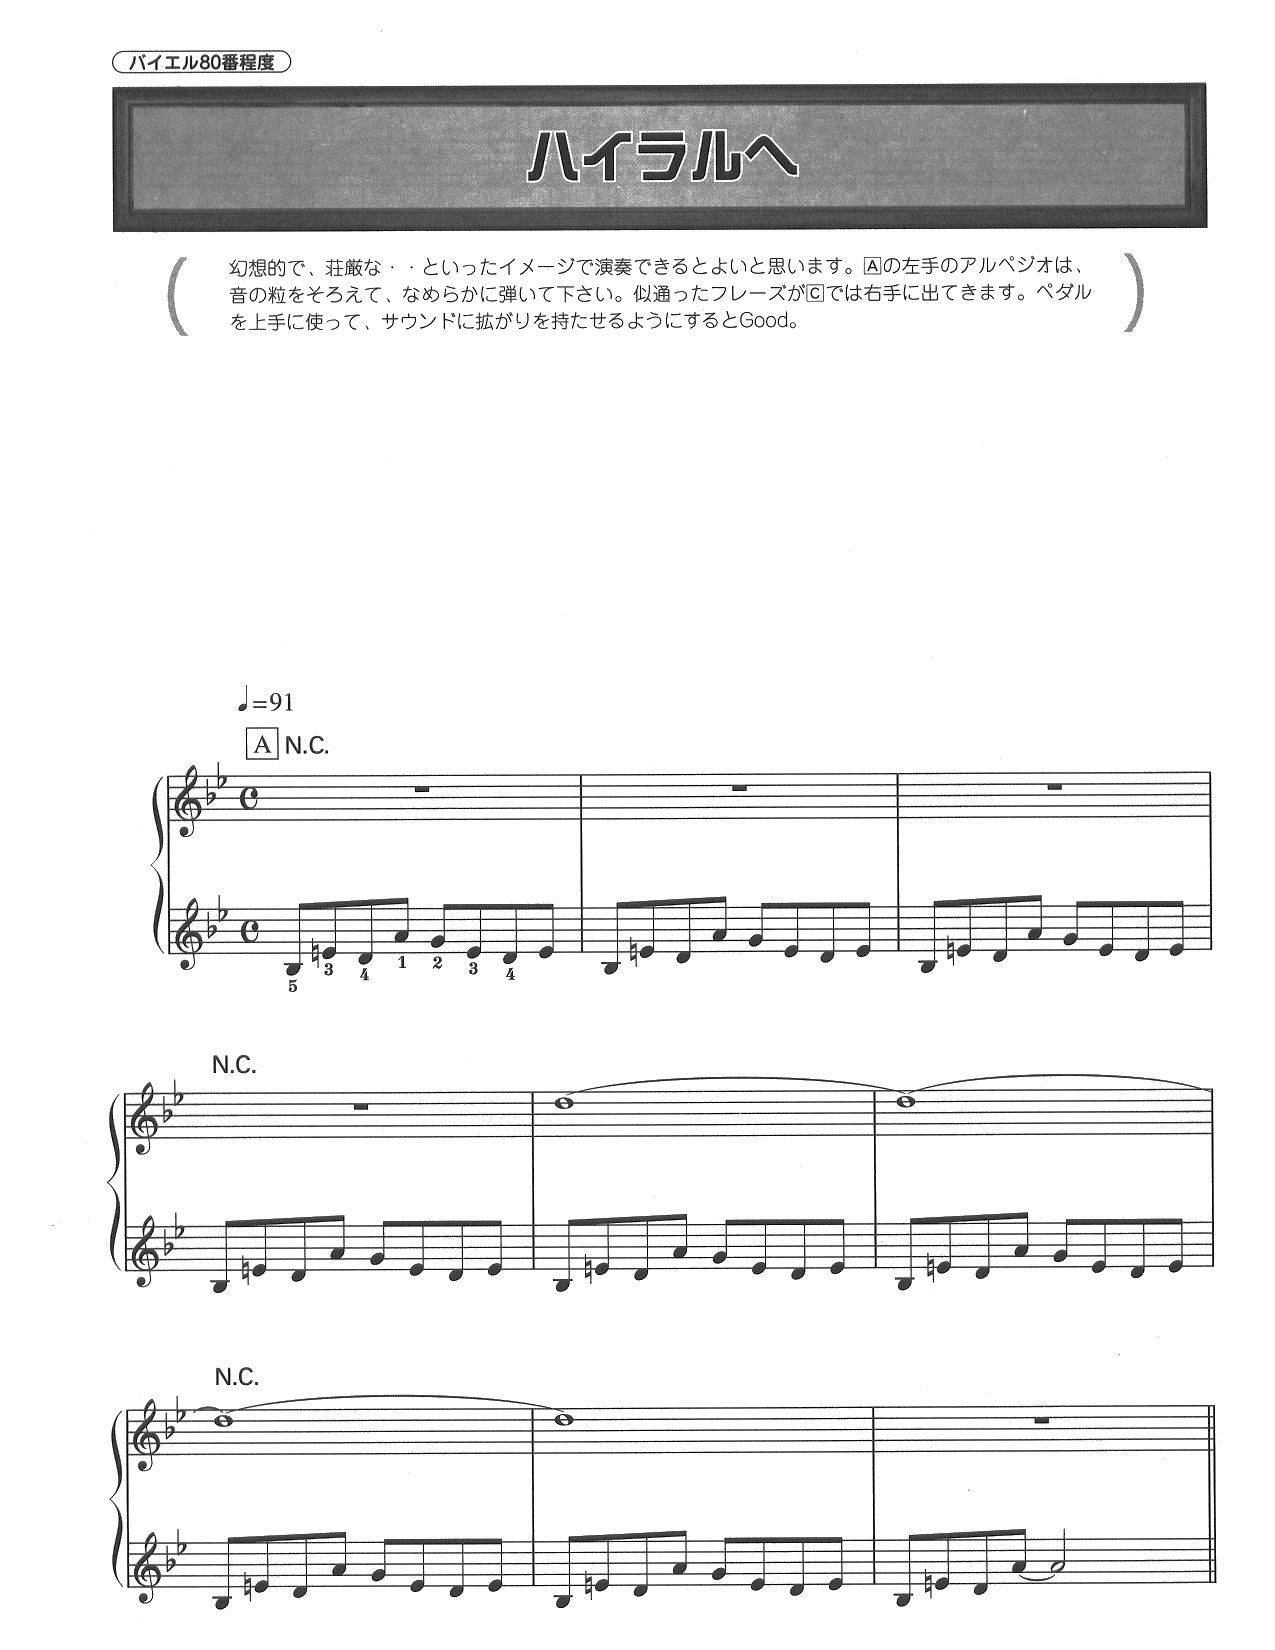 バイエル80番程度
ハイラルへ
幻想的で、荘厳な・・といったイメージで演奏できるとよいと思います。Aの左手のアルペジオは、
音の粒をそろえて、なめらかに弾いて下さい。似通ったフレーズがCでは右手に出てきます。ペダル
を上手に使って、サウンドに拡がりを持たせるようにするとGood。
♩=91
A N.C.
5 3 4 1 2 3 4
N.C.
N.C.